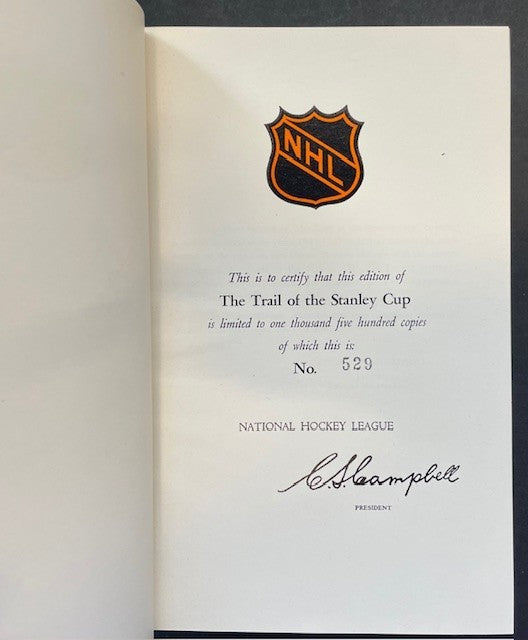 NHL
This is to certify that this edition of
The Trail of the Stanley Cup
is limited to one thousand five hundred copies
of which this is:
No. 529
NATIONAL HOCKEY LEAGUE
C. S. Campbell
PRESIDENT